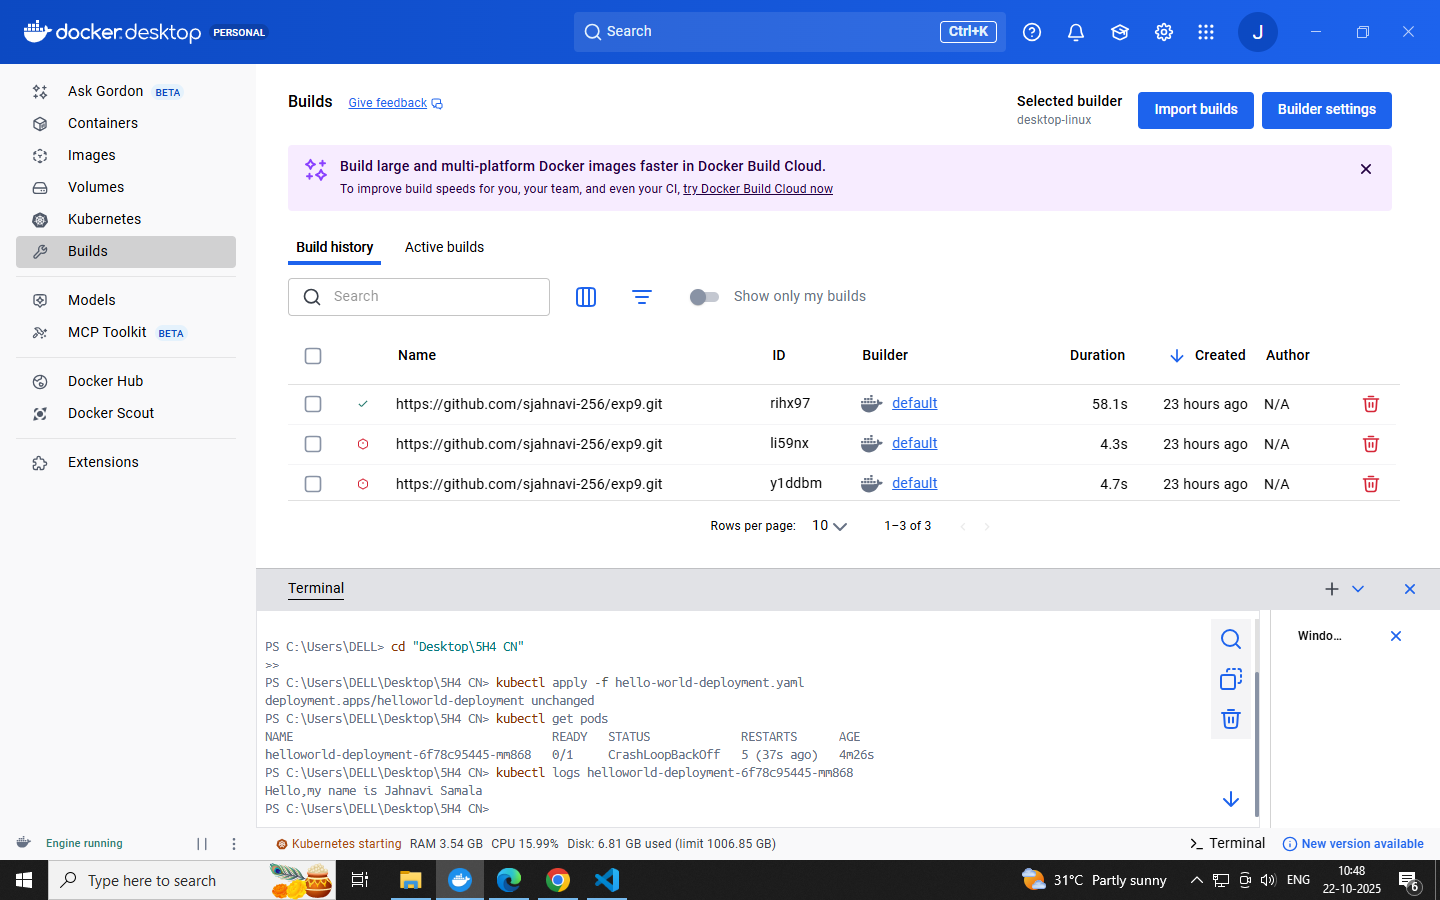 docker.desktop PERSONAL
Search Ctrl+K
J
Ask Gordon BETA
Containers
Images
Volumes
Kubernetes
Builds
Models
MCP Toolkit BETA
Docker Hub
Docker Scout
Extensions
Builds Give feedback
Selected builder
desktop-linux
Import builds
Builder settings
Build large and multi-platform Docker images faster in Docker Build Cloud.
To improve build speeds for you, your team, and even your CI, try Docker Build Cloud now
Build history Active builds
Search
Show only my builds
Name ID Builder Duration Created Author
https://github.com/sjahnavi-256/exp9.git rihx97 default 58.1s 23 hours ago N/A
https://github.com/sjahnavi-256/exp9.git li59nx default 4.3s 23 hours ago N/A
https://github.com/sjahnavi-256/exp9.git y1ddbm default 4.7s 23 hours ago N/A
Rows per page: 10 1–3 of 3
Terminal
Windo...
PS C:\Users\DELL> cd "Desktop\5H4 CN"
>>
PS C:\Users\DELL\Desktop\5H4 CN> kubectl apply -f hello-world-deployment.yaml
deployment.apps/helloworld-deployment unchanged
PS C:\Users\DELL\Desktop\5H4 CN> kubectl get pods
NAME READY STATUS RESTARTS AGE
helloworld-deployment-6f78c95445-mm868 0/1 CrashLoopBackOff 5 (37s ago) 4m26s
PS C:\Users\DELL\Desktop\5H4 CN> kubectl logs helloworld-deployment-6f78c95445-mm868
Hello,my name is Jahnavi Samala
PS C:\Users\DELL\Desktop\5H4 CN>
Engine running
Kubernetes starting RAM 3.54 GB CPU 15.99% Disk: 6.81 GB used (limit 1006.85 GB)
Terminal
New version available
Type here to search
31°C Partly sunny
ENG
10:48
22-10-2025
6